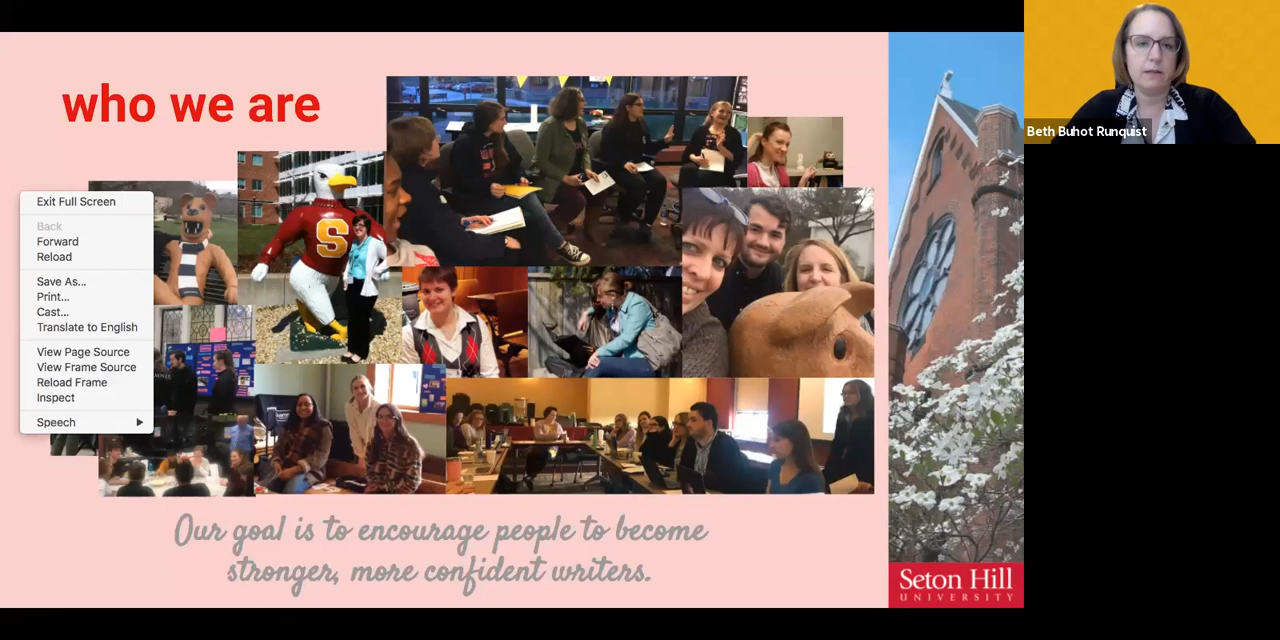 who we are
Exit Full Screen
Back
Forward
Reload
Save As...
Print...
Cast...
Translate to English
View Page Source
View Frame Source
Reload Frame
Inspect
Speech
S
Our goal is to encourage people to become
stronger, more confident writers.
Seton Hill
UNIVERSITY
Beth Buhot Runquist